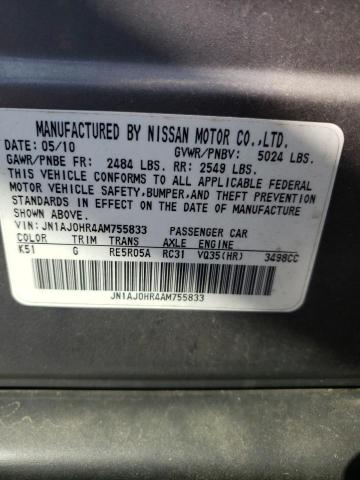 MANUFACTURED BY NISSAN MOTOR CO.,LTD.
DATE: 05/10 GVWR/PNBV: 5024 LBS.
GAWR/PNBE FR: 2484 LBS. RR: 2549 LBS.
THIS VEHICLE CONFORMS TO ALL APPLICABLE FEDERAL
MOTOR VEHICLE SAFETY,BUMPER,AND THEFT PREVENTION
STANDARDS IN EFFECT ON THE DATE OF MANUFACTURE
SHOWN ABOVE.
VIN: JN1AJ0HR4AM755833 PASSENGER CAR
COLOR TRIM TRANS AXLE ENGINE
K51 G RE5R05A RC31 VQ35(HR) 3498CC
JN1AJ0HR4AM755833